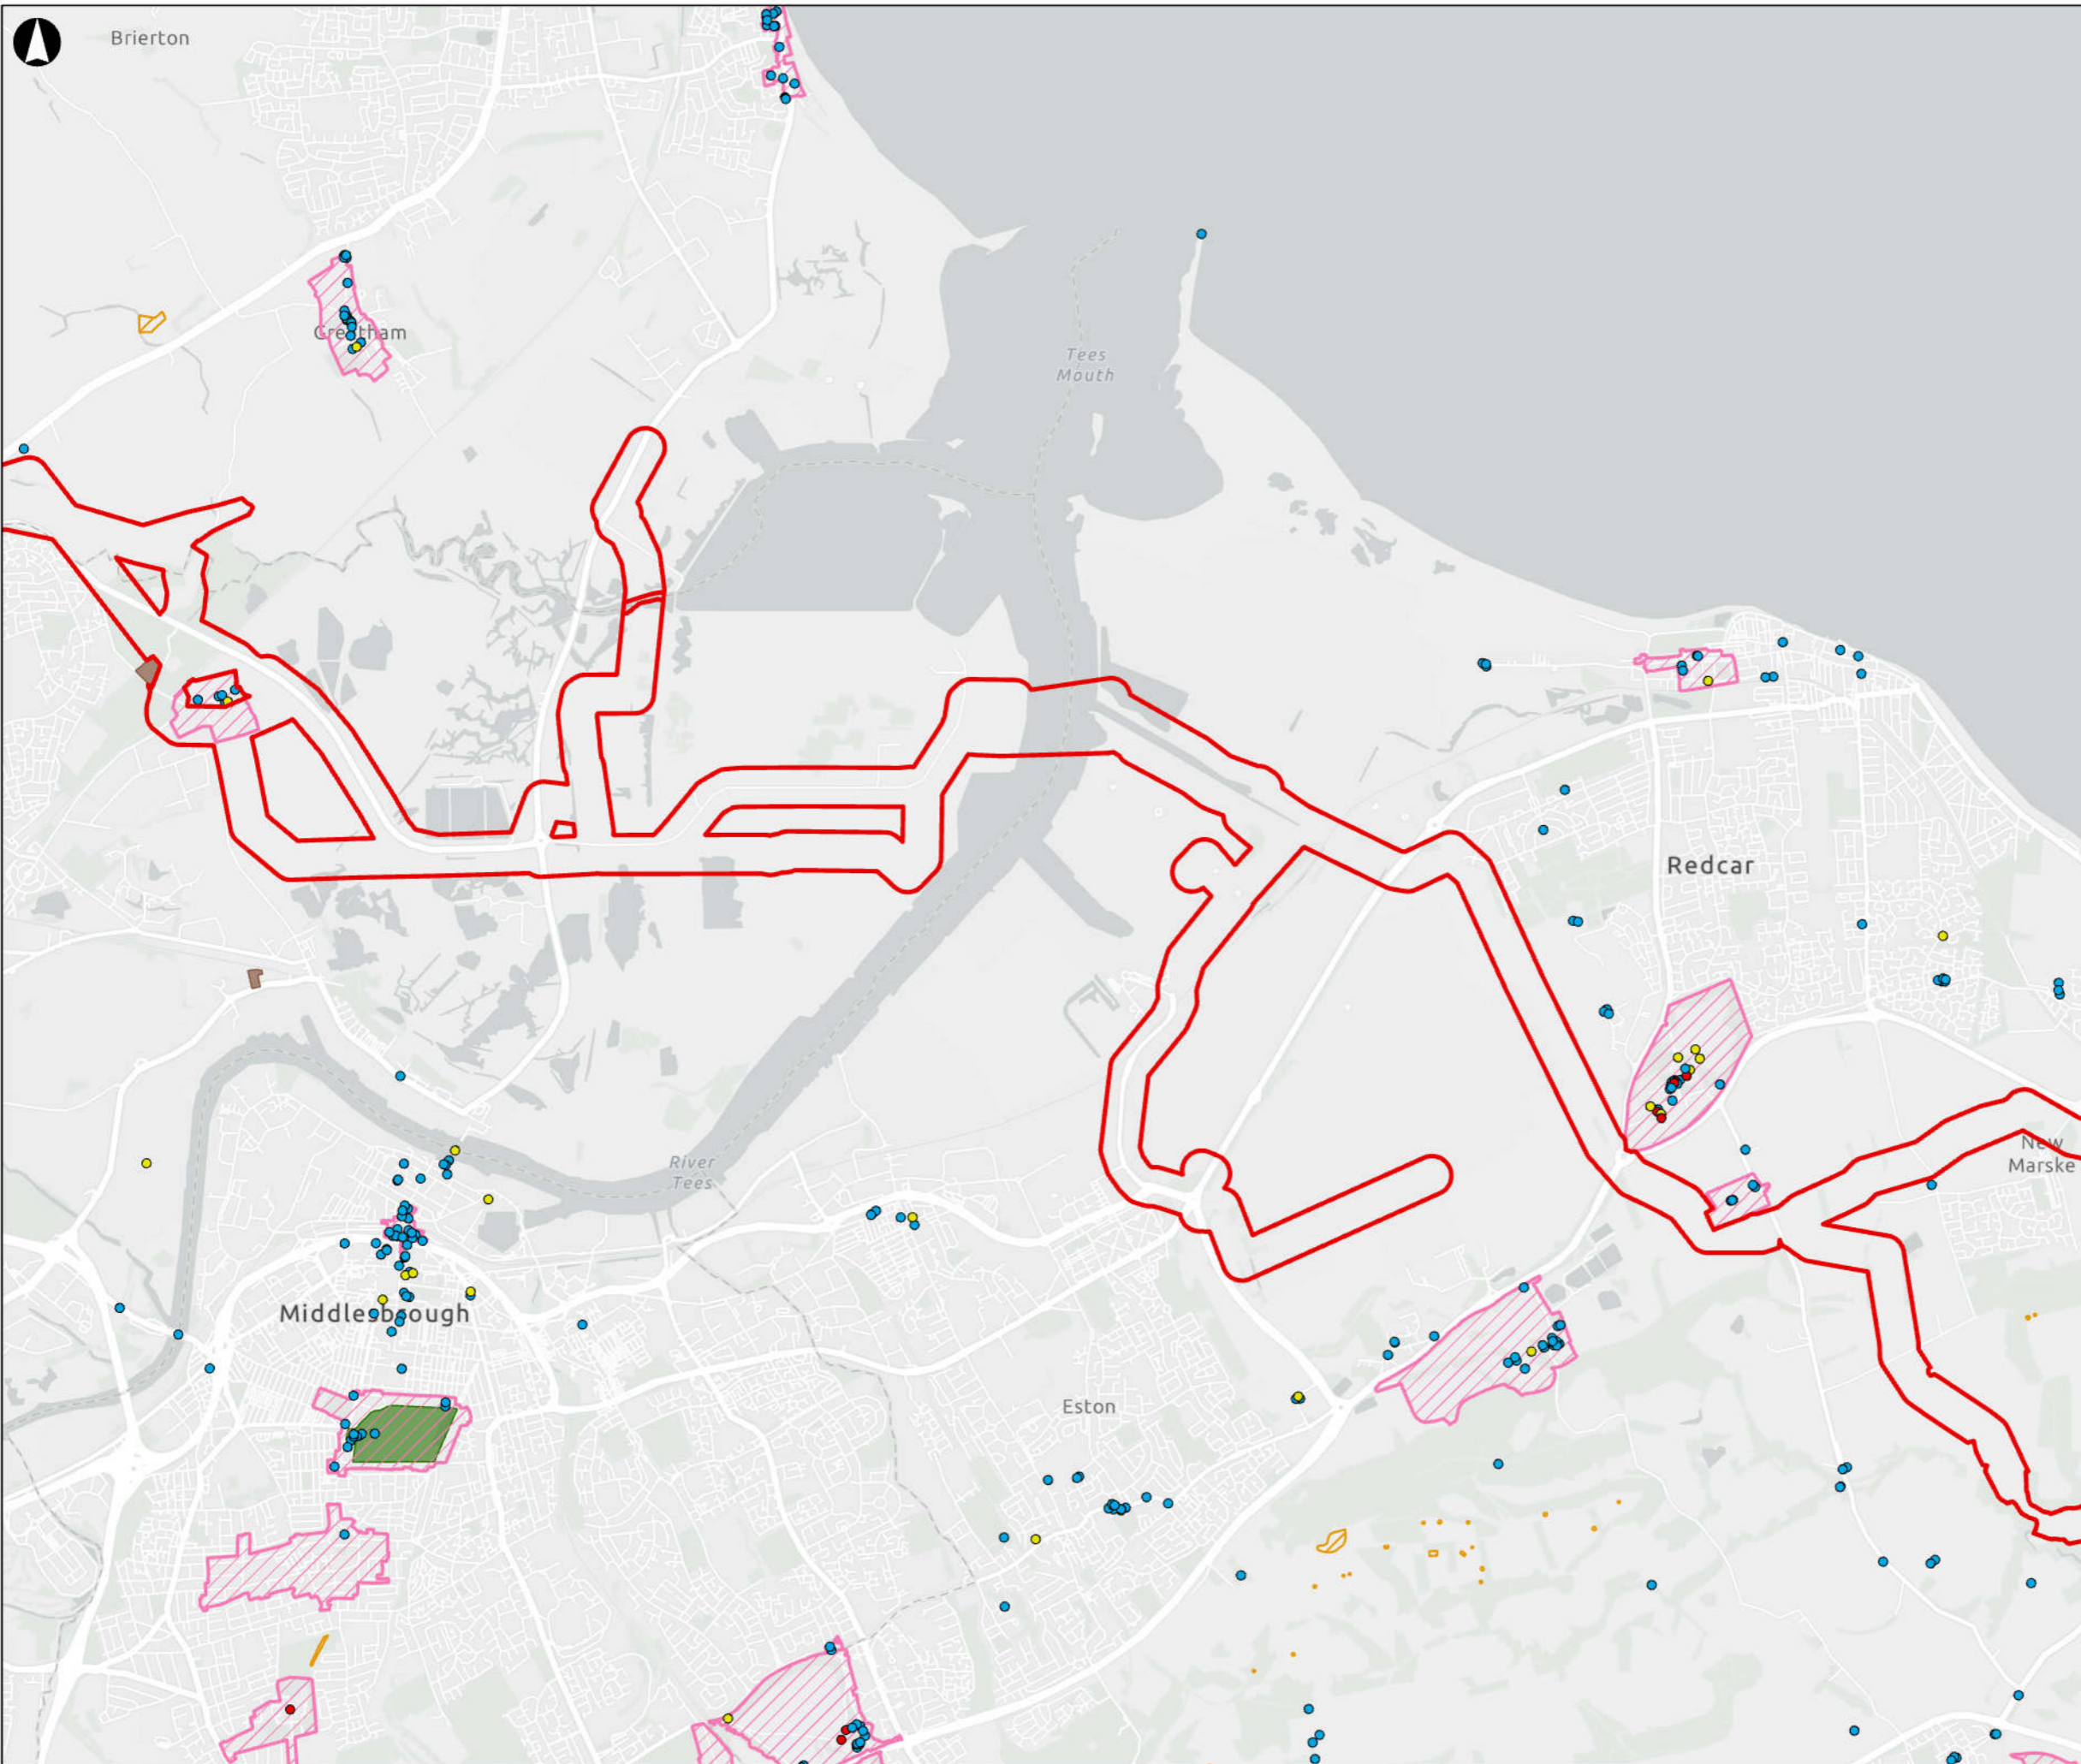 Brierton
Greatham
Tees
Mouth
Redcar
New
Marske
River
Tees
Middlesbrough
Eston